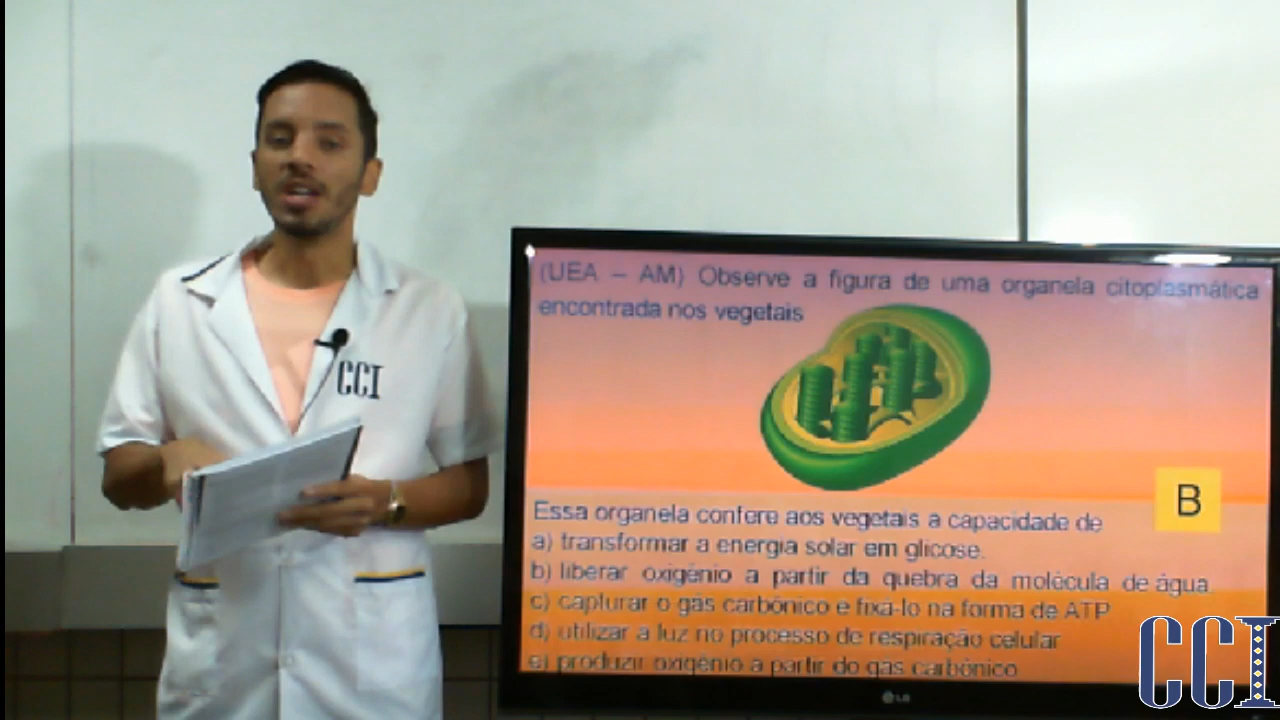 CCI
(UEA – AM) Observe a figura de uma organela citoplasmática
encontrada nos vegetais
B
Essa organela confere aos vegetais a capacidade de
a) transformar a energia solar em glicose.
b) liberar oxigênio a partir da quebra da molécula de água.
c) capturar o gás carbônico e fixá-lo na forma de ATP
d) utilizar a luz no processo de respiração celular
e) produzir oxigênio a partir do gás carbônico
LG
CCI